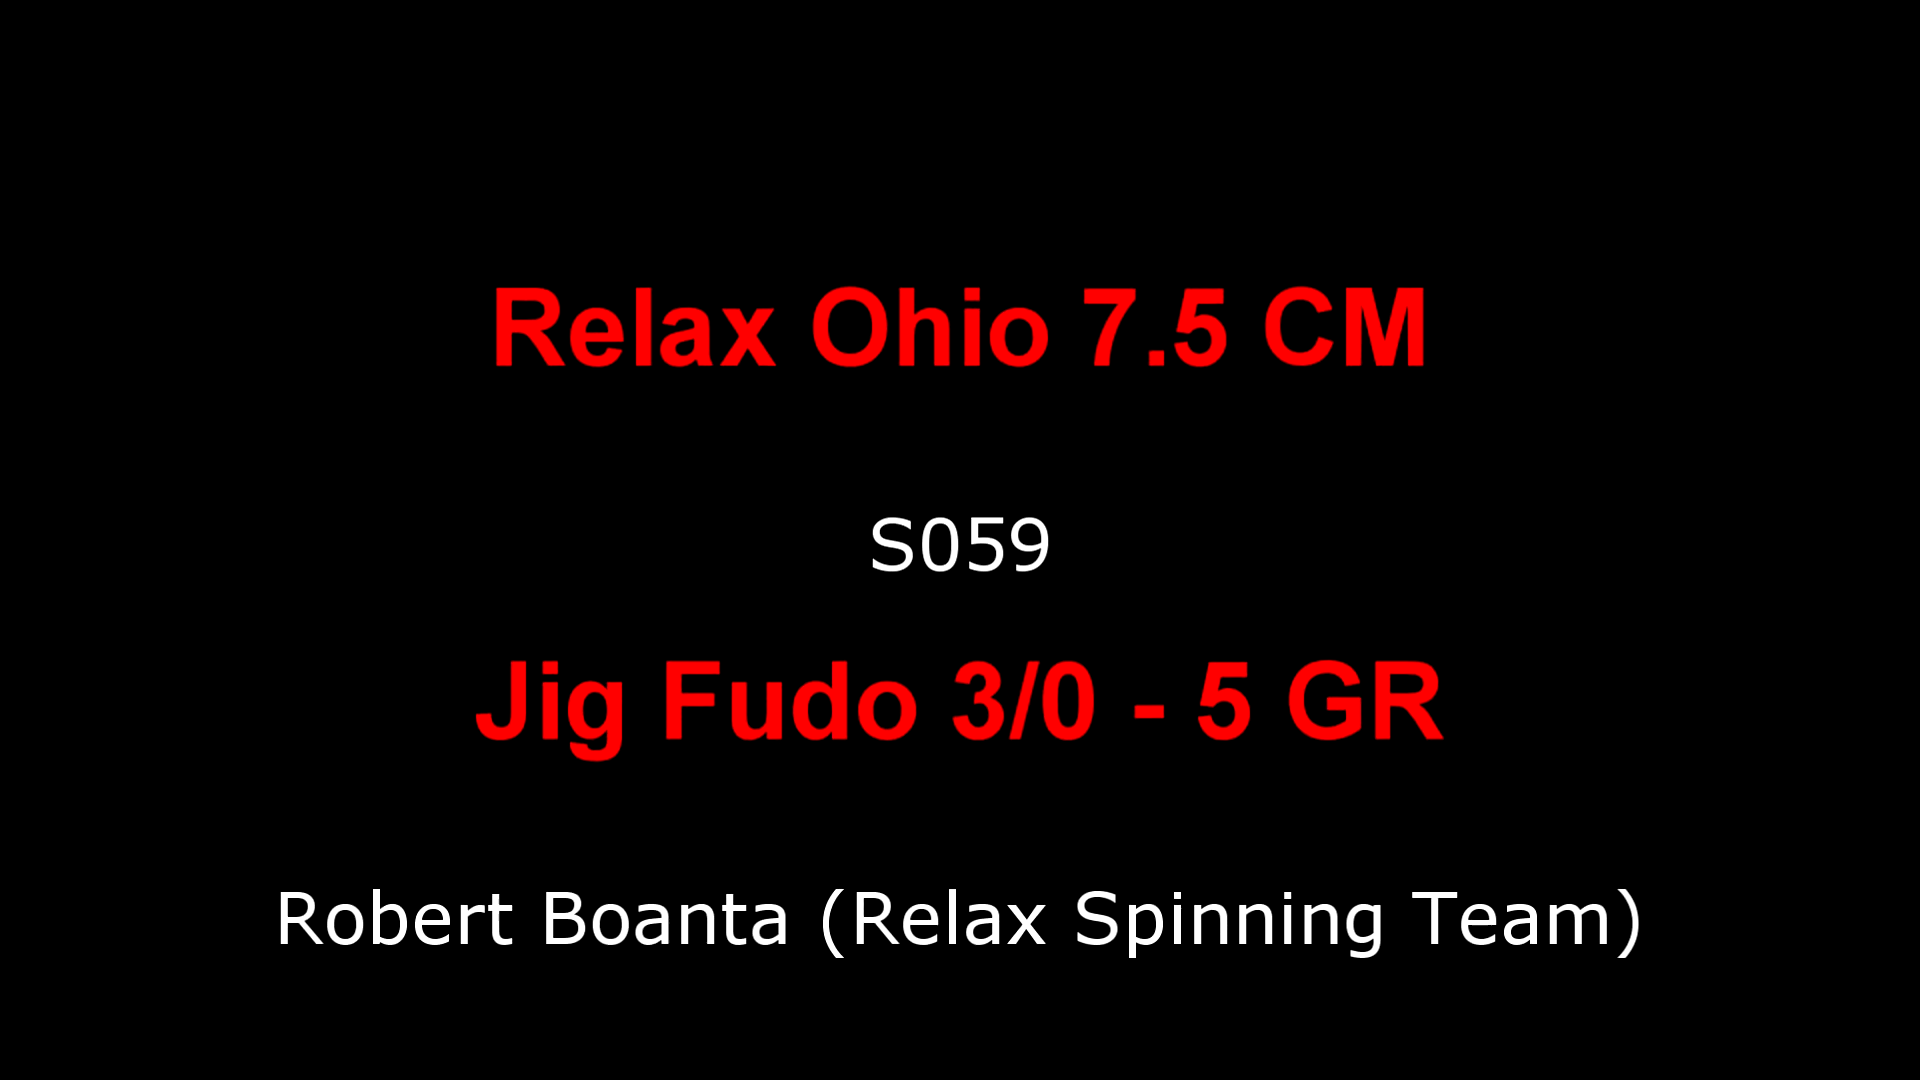 Relax Ohio 7.5 CM
S059
Jig Fudo 3/0 - 5 GR
Robert Boanta (Relax Spinning Team)